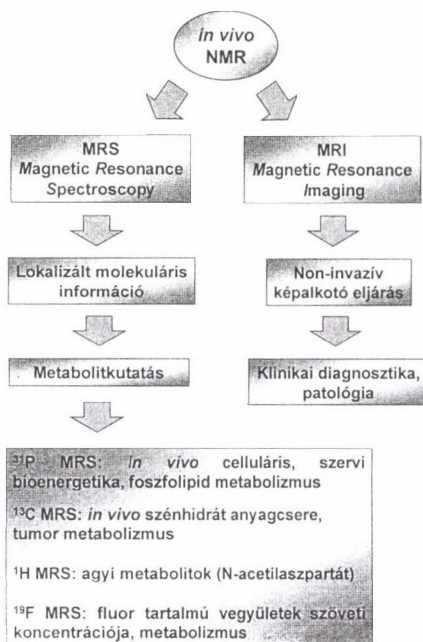 in vivo
NMR
MRS
Magnetic Resonance
Spectroscopy
MRI
Magnetic Resonance
Imaging
Lokalizált molekuláris
információ
Non-invazív
képalkotó eljárás
Metabolitkutatás
Klinikai diagnosztika,
patológia
³¹P MRS: in vivo celluláris, szervi
bioenergetika, foszfolipid metabolizmus
¹³C MRS: in vivo szénhidrát anyagcsere,
tumor metabolizmus
¹H MRS: agyi metabolitok (N-acetilaszpartát)
¹⁹F MRS: fluor tartalmú vegyületek szöveti
koncentrációja, metabolizmus